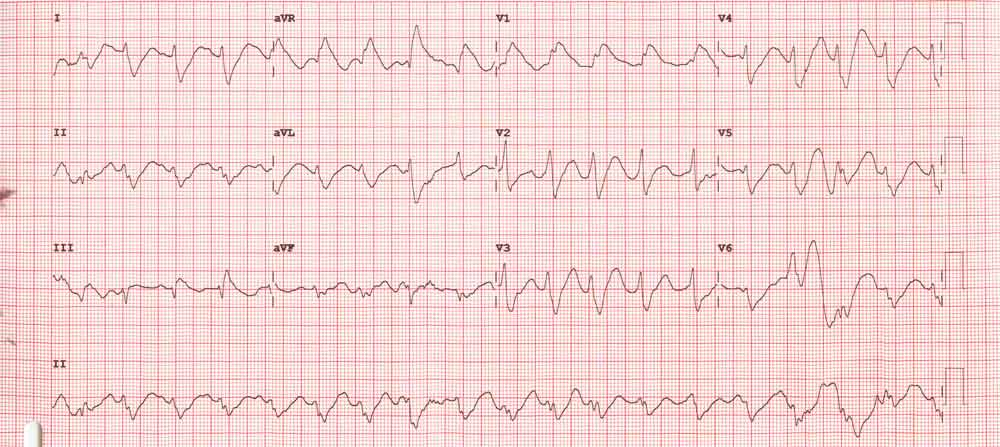 I aVR V1 V4
II aVL V2 V5
III aVF V3 V6
II